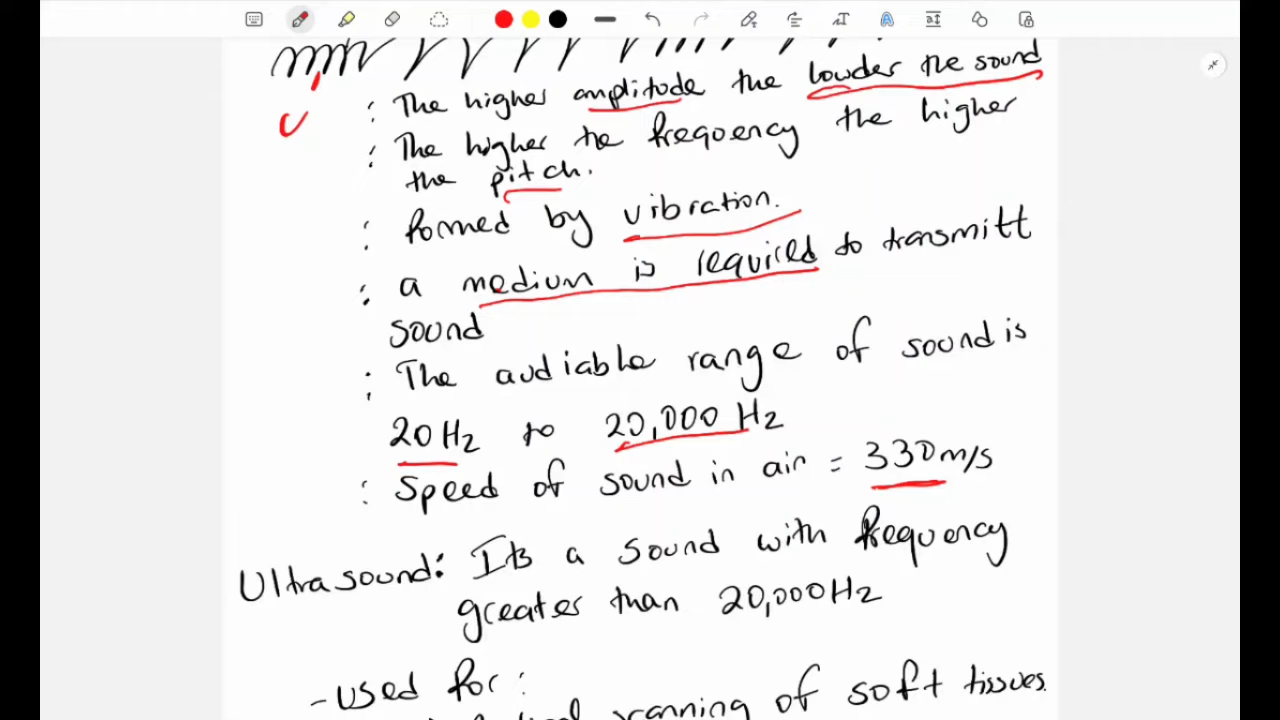 : The higher amplitude the louder the sound
: The higher the frequency the higher
the pitch.
: formed by vibration.
: a medium is required to transmitt
sound
: The audiable range of sound is
20Hz to 20,000 Hz
: Speed of sound in air = 330m/s
Ultrasound: Its a sound with frequency
greater than 20,000Hz
- used for:
scanning of soft tissues.